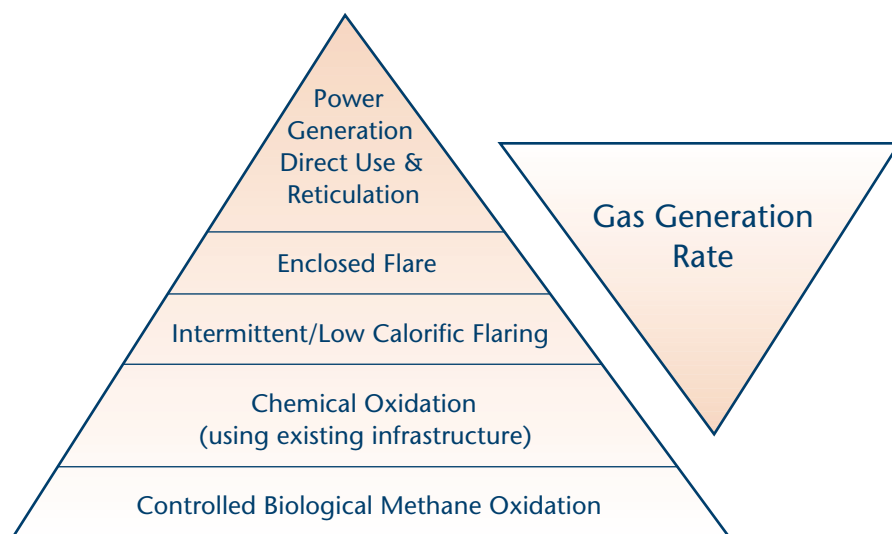 Power
Generation
Direct Use &
Reticulation
Enclosed Flare
Intermittent/Low Calorific Flaring
Chemical Oxidation
(using existing infrastructure)
Controlled Biological Methane Oxidation
Gas Generation
Rate